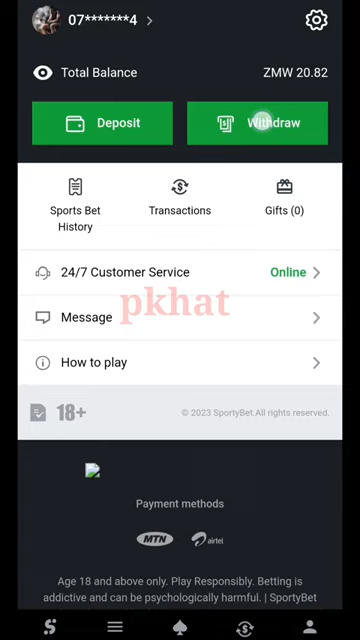 07*******4
Total Balance
ZMW 20.82
Deposit
Withdraw
Sports Bet
History
Transactions
Gifts (0)
24/7 Customer Service
Online
pkhat
Message
How to play
18+
© 2023 SportyBet.All rights reserved.
Payment methods
MTN
airtel
Age 18 and above only. Play Responsibly. Betting is
addictive and can be psychologically harmful. | SportyBet